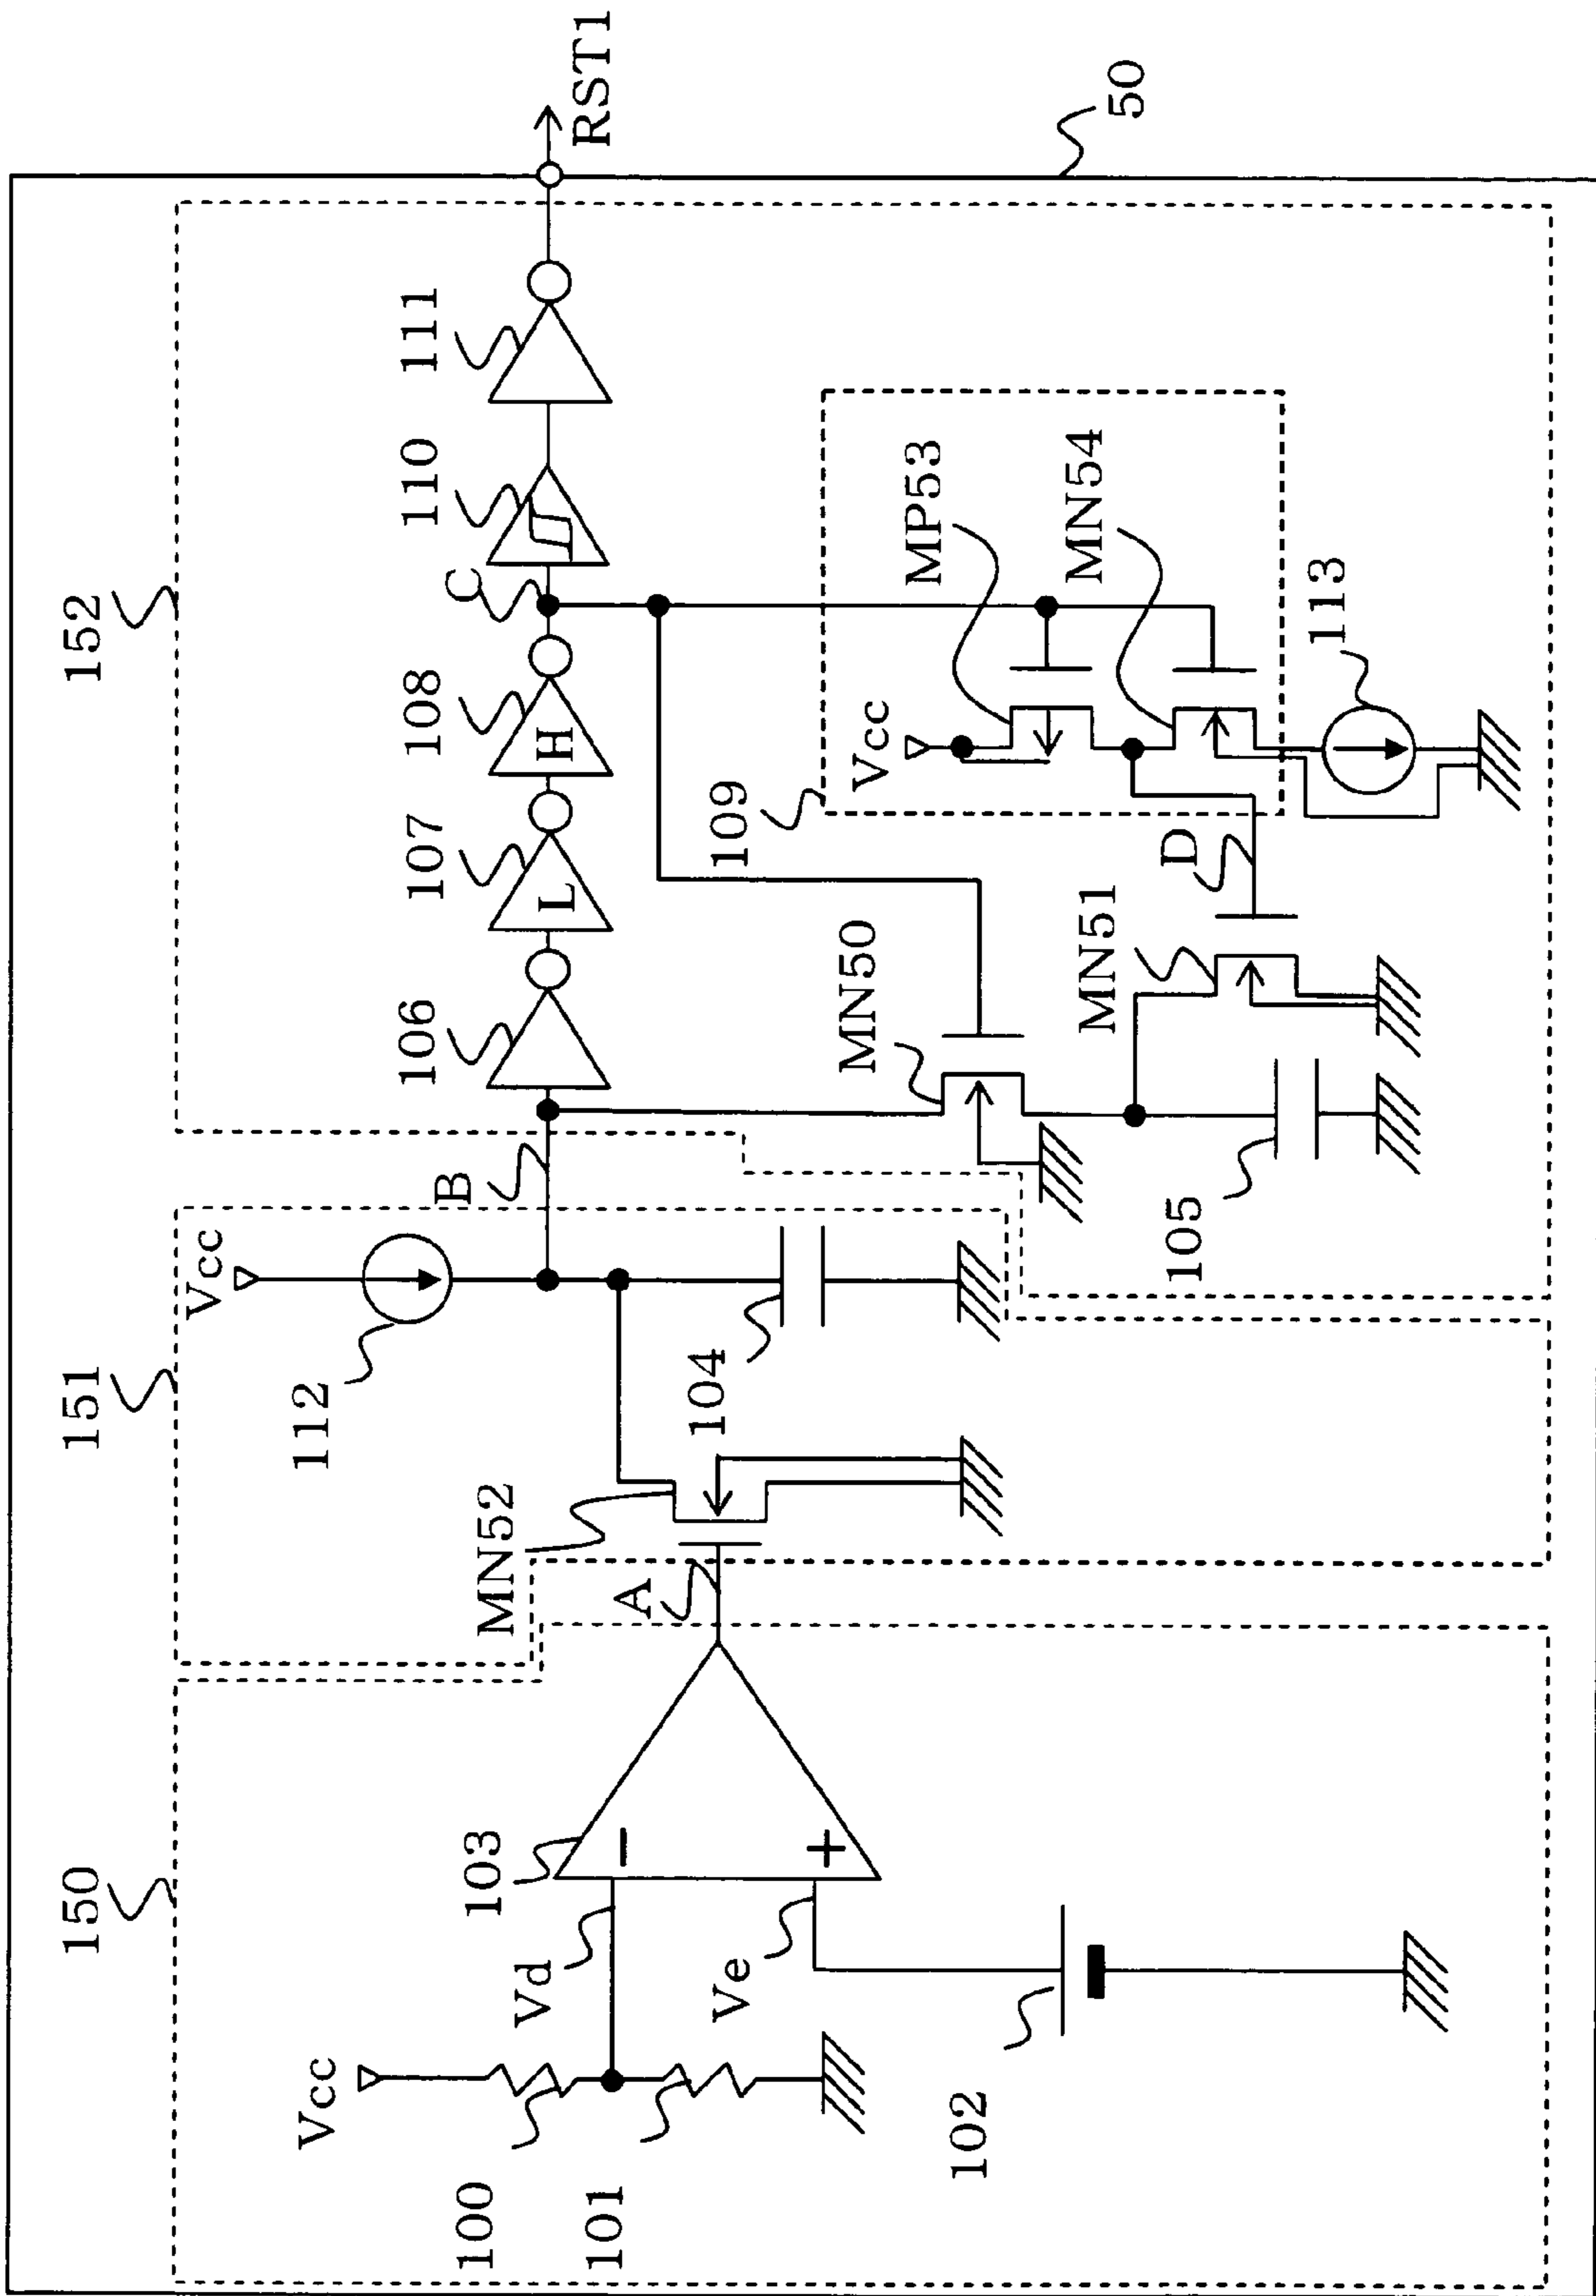 150
151
152
Vcc
112
Vcc
100
101
Vd
103
−
Ve
+
102
A
MN52
104
B
106
107
L
108
H
C
110
111
RST1
MN50
105
109
Vcc
MP53
MN54
D
MN51
113
50